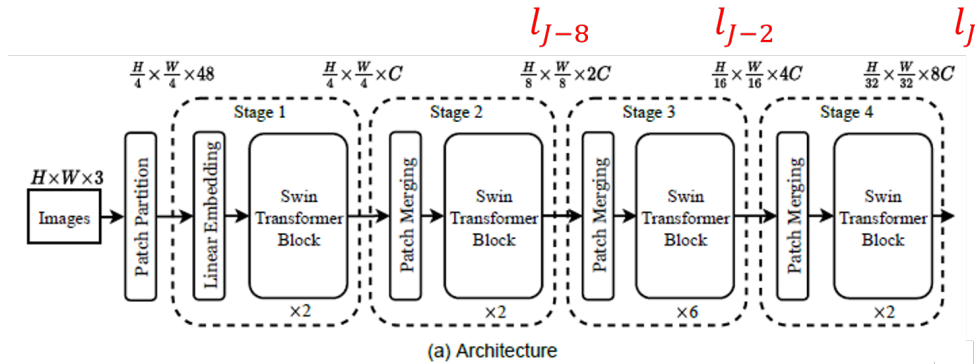 l_{J-8} l_{J-2} l_J
H/4 × W/4 × 48 H/4 × W/4 × C H/8 × W/8 × 2C H/16 × W/16 × 4C H/32 × W/32 × 8C
Stage 1 Stage 2 Stage 3 Stage 4
H×W×3
Images
Patch Partition
Linear Embedding
Swin
Transformer
Block
×2
Patch Merging
Swin
Transformer
Block
×2
Patch Merging
Swin
Transformer
Block
×6
Patch Merging
Swin
Transformer
Block
×2
(a) Architecture